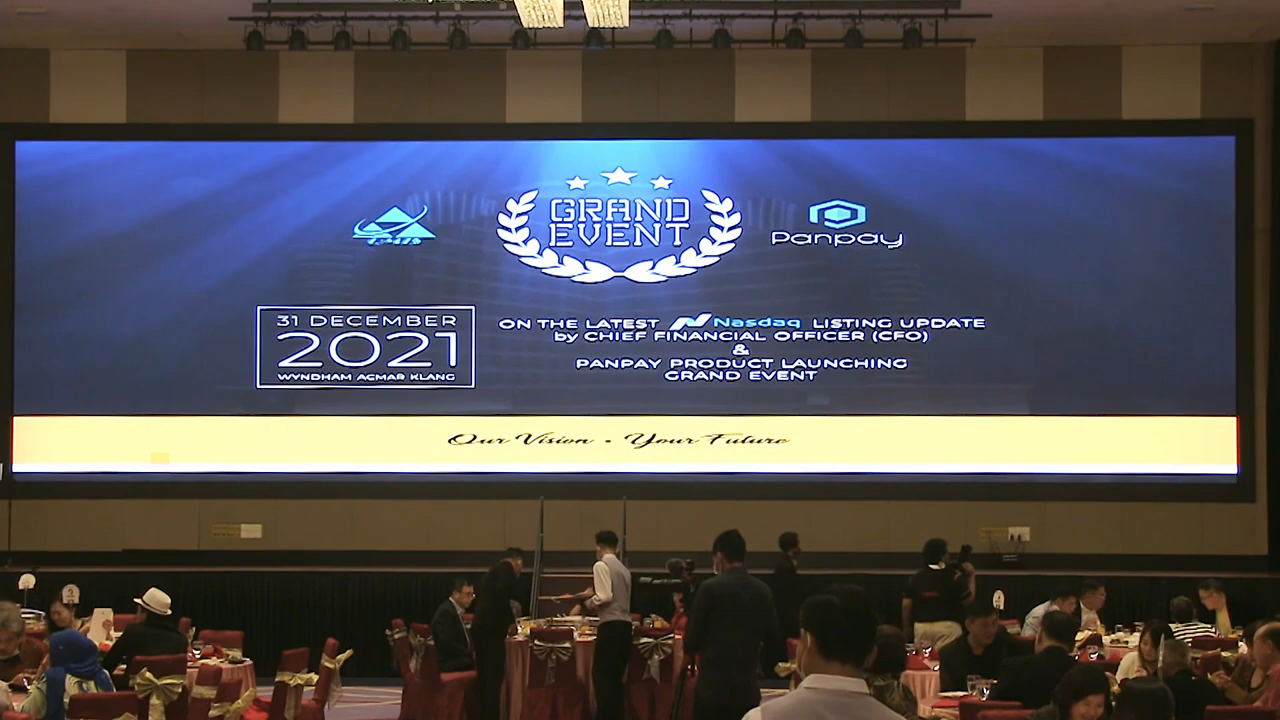 GRAND
EVENT
Panpay
31 DECEMBER
2021
WYNDHAM ACMAR KLANG
ON THE LATEST Nasdaq LISTING UPDATE
by CHIEF FINANCIAL OFFICER (CFO)
&
PANPAY PRODUCT LAUNCHING
GRAND EVENT
Our Vision • Your Future